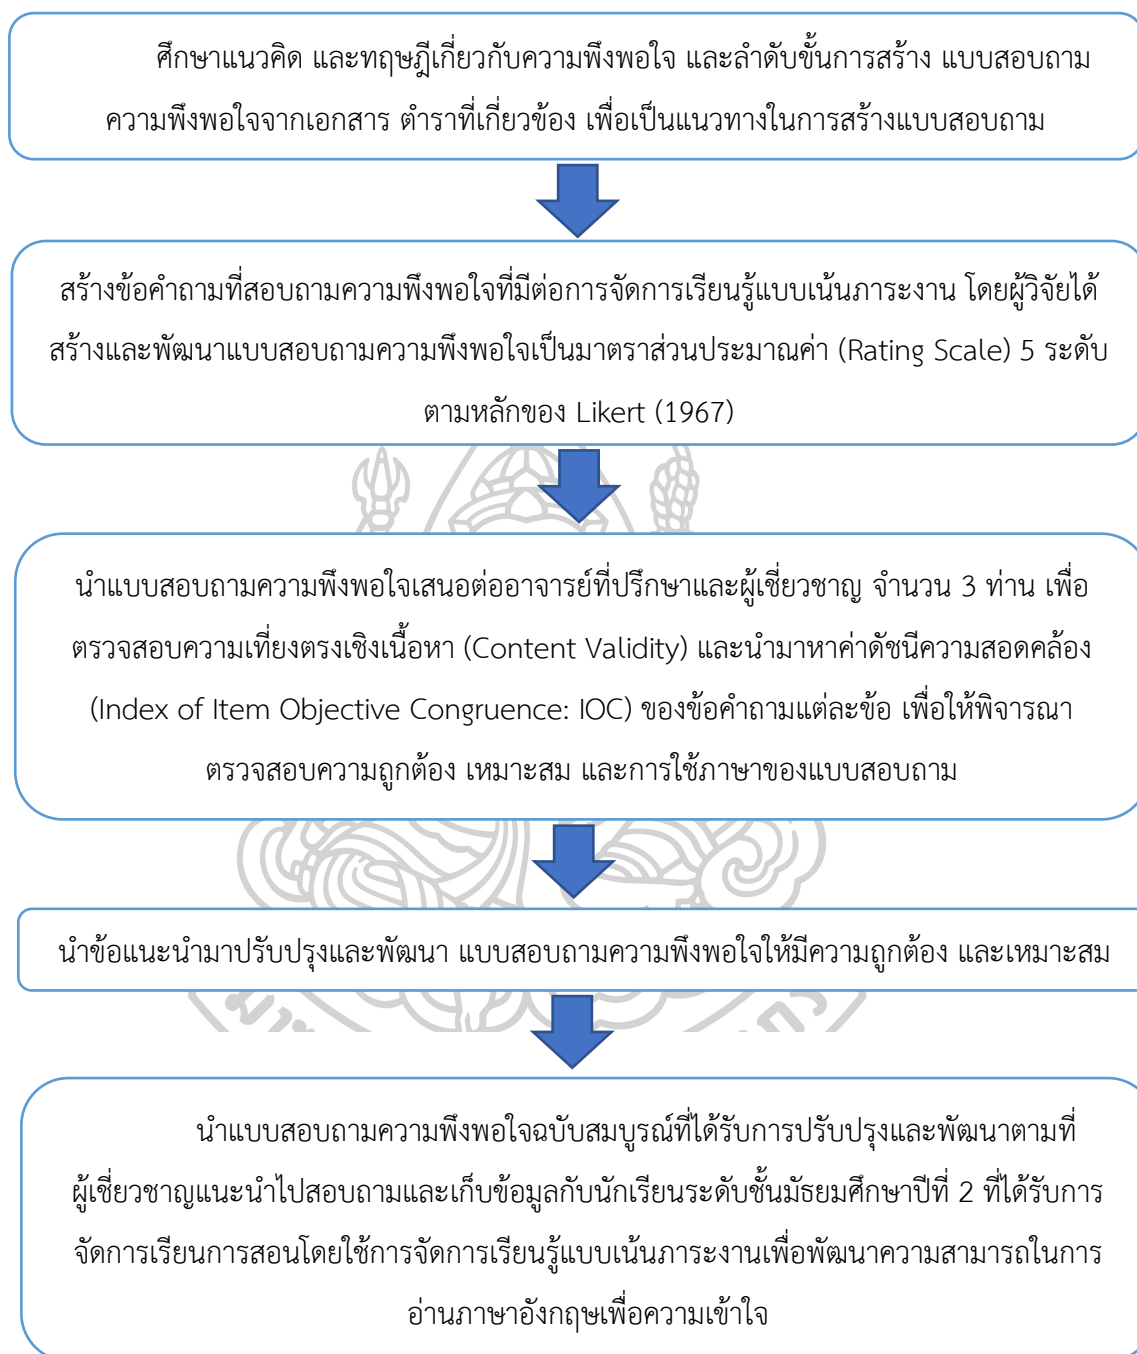 ศึกษาแนวคิด และทฤษฎีเกี่ยวกับความพึงพอใจ และลำดับขั้นการสร้าง แบบสอบถาม
ความพึงพอใจจากเอกสาร ตำราที่เกี่ยวข้อง เพื่อเป็นแนวทางในการสร้างแบบสอบถาม
สร้างข้อคำถามที่สอบถามความพึงพอใจที่มีต่อการจัดการเรียนรู้แบบเน้นภาระงาน โดยผู้วิจัยได้
สร้างและพัฒนาแบบสอบถามความพึงพอใจเป็นมาตราส่วนประมาณค่า (Rating Scale) 5 ระดับ
ตามหลักของ Likert (1967)
นำแบบสอบถามความพึงพอใจเสนอต่ออาจารย์ที่ปรึกษาและผู้เชี่ยวชาญ จำนวน 3 ท่าน เพื่อ
ตรวจสอบความเที่ยงตรงเชิงเนื้อหา (Content Validity) และนำมาหาค่าดัชนีความสอดคล้อง
(Index of Item Objective Congruence: IOC) ของข้อคำถามแต่ละข้อ เพื่อให้พิจารณา
ตรวจสอบความถูกต้อง เหมาะสม และการใช้ภาษาของแบบสอบถาม
นำข้อแนะนำมาปรับปรุงและพัฒนา แบบสอบถามความพึงพอใจให้มีความถูกต้อง และเหมาะสม
นำแบบสอบถามความพึงพอใจฉบับสมบูรณ์ที่ได้รับการปรับปรุงและพัฒนาตามที่
ผู้เชี่ยวชาญแนะนำไปสอบถามและเก็บข้อมูลกับนักเรียนระดับชั้นมัธยมศึกษาปีที่ 2 ที่ได้รับการ
จัดการเรียนการสอนโดยใช้การจัดการเรียนรู้แบบเน้นภาระงานเพื่อพัฒนาความสามารถในการ
อ่านภาษาอังกฤษเพื่อความเข้าใจ